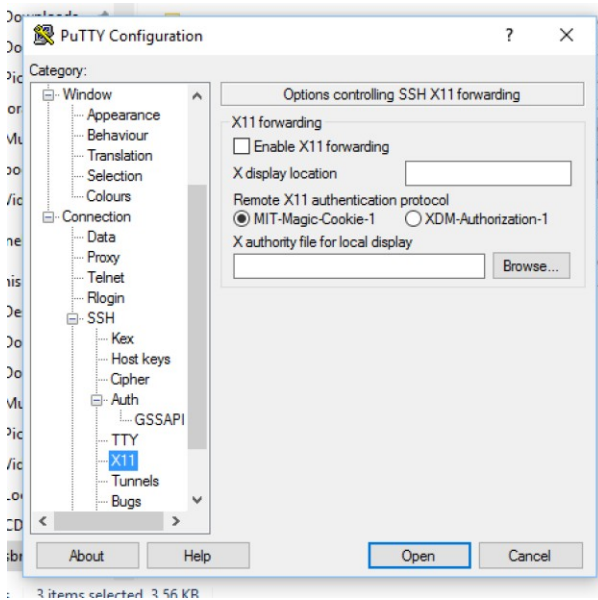 PuTTY Configuration
Category:
Window
Appearance
Behaviour
Translation
Selection
Colours
Connection
Data
Proxy
Telnet
Rlogin
SSH
Kex
Host keys
Cipher
Auth
GSSAPI
TTY
X11
Tunnels
Bugs
Options controlling SSH X11 forwarding
X11 forwarding
Enable X11 forwarding
X display location
Remote X11 authentication protocol
MIT-Magic-Cookie-1 XDM-Authorization-1
X authority file for local display
Browse...
About Help Open Cancel
3 items selected 3.56 KB